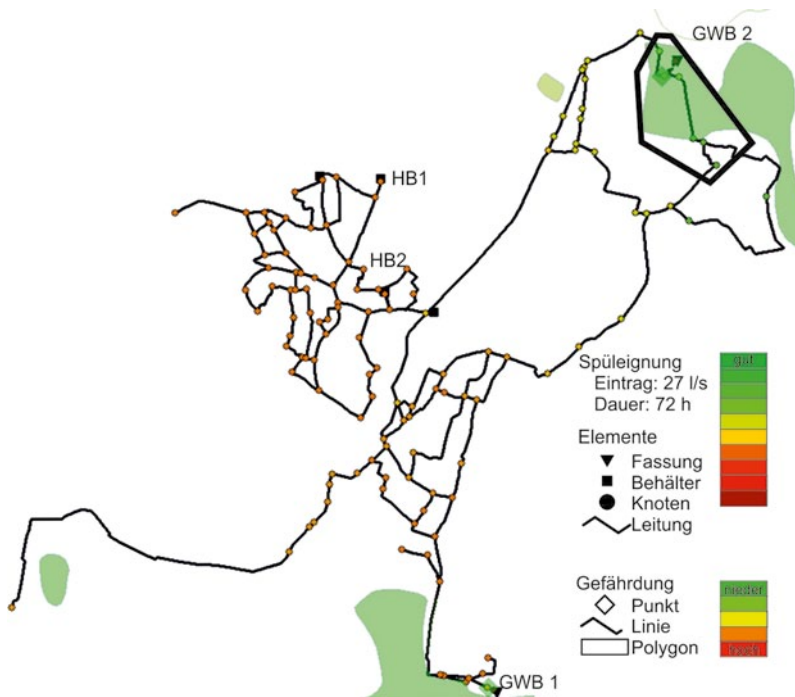 GWB 2
HB1
HB2
Spüleignung
Eintrag: 27 l/s
Dauer: 72 h
gut
Elemente
Fassung
Behälter
Knoten
Leitung
Gefährdung
Punkt
Linie
Polygon
hoch
GWB 1